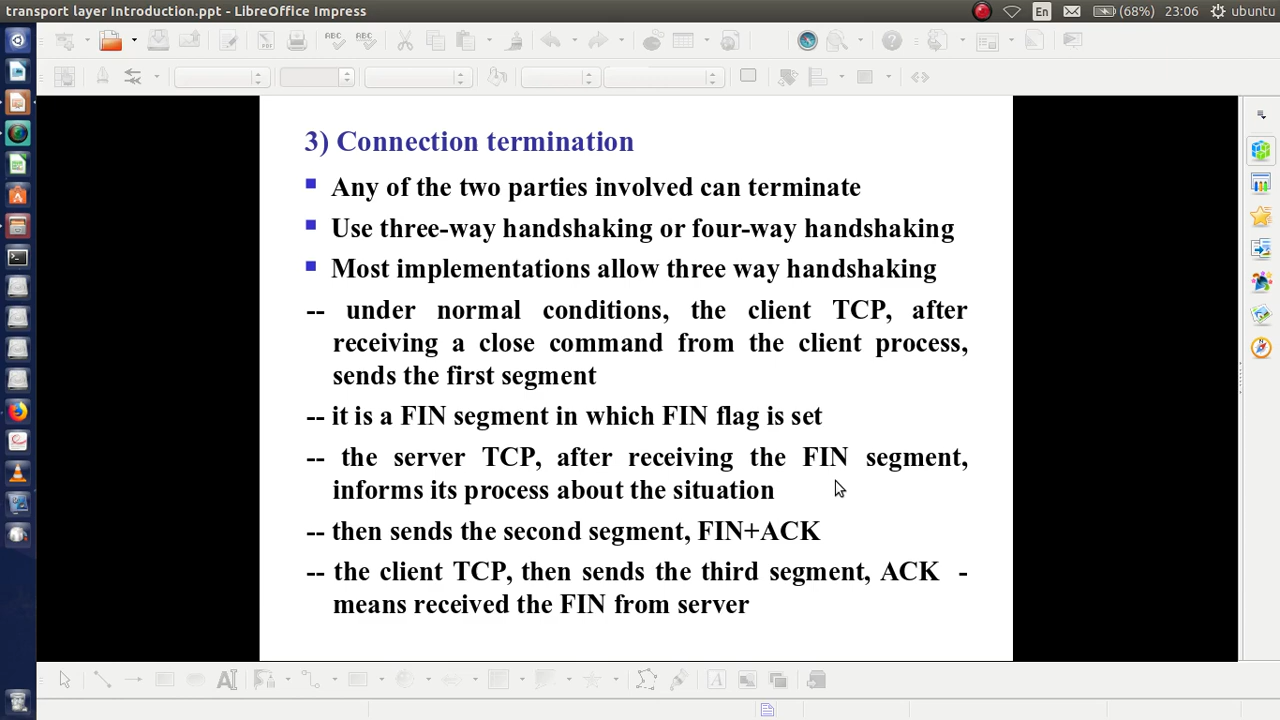 transport layer Introduction.ppt - LibreOffice Impress
En
(68%)
23:06
ubuntu
3) Connection termination
Any of the two parties involved can terminate
Use three-way handshaking or four-way handshaking
Most implementations allow three way handshaking
-- under normal conditions, the client TCP, after
receiving a close command from the client process,
sends the first segment
-- it is a FIN segment in which FIN flag is set
-- the server TCP, after receiving the FIN segment,
informs its process about the situation
-- then sends the second segment, FIN+ACK
-- the client TCP, then sends the third segment, ACK -
means received the FIN from server